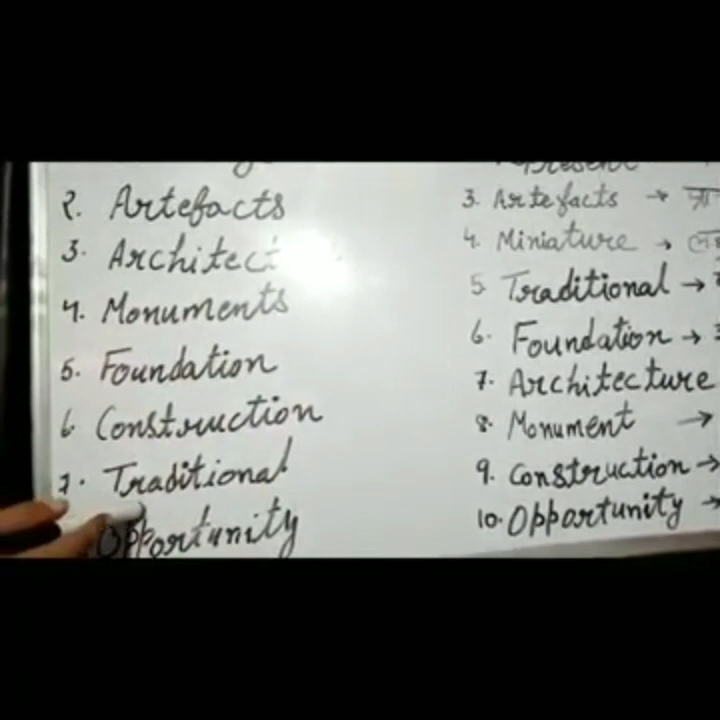 2. Artefacts
3. Architect
4. Monuments
5. Foundation
6. Construction
7. Traditional
Opportunity
Present
3. Artefacts →
4. Miniature →
5 Traditional →
6. Foundation →
7. Architecture
8. Monument →
9. Construction →
10. Opportunity →